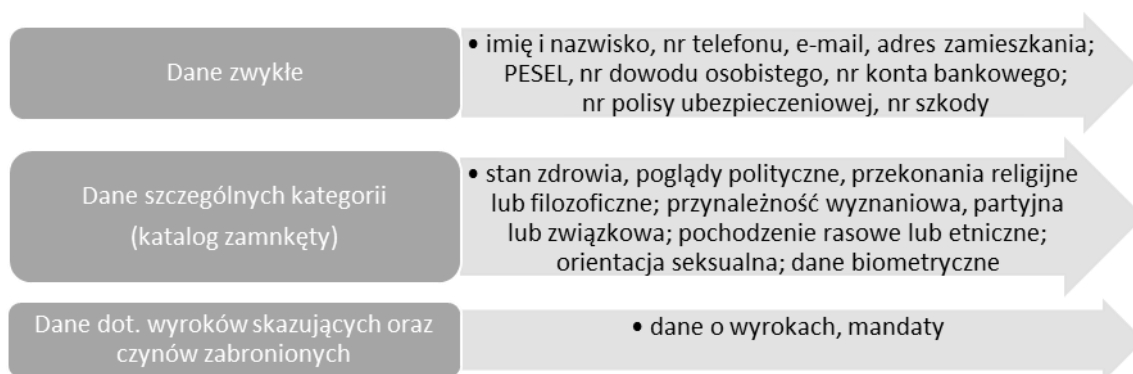 Dane zwykłe
• imię i nazwisko, nr telefonu, e-mail, adres zamieszkania;
PESEL, nr dowodu osobistego, nr konta bankowego;
nr polisy ubezpieczeniowej, nr szkody
Dane szczególnych kategorii
(katalog zamnkęty)
• stan zdrowia, poglądy polityczne, przekonania religijne
lub filozoficzne; przynależność wyznaniowa, partyjna
lub związkowa; pochodzenie rasowe lub etniczne;
orientacja seksualna; dane biometryczne
Dane dot. wyroków skazujących oraz
czynów zabronionych
• dane o wyrokach, mandaty